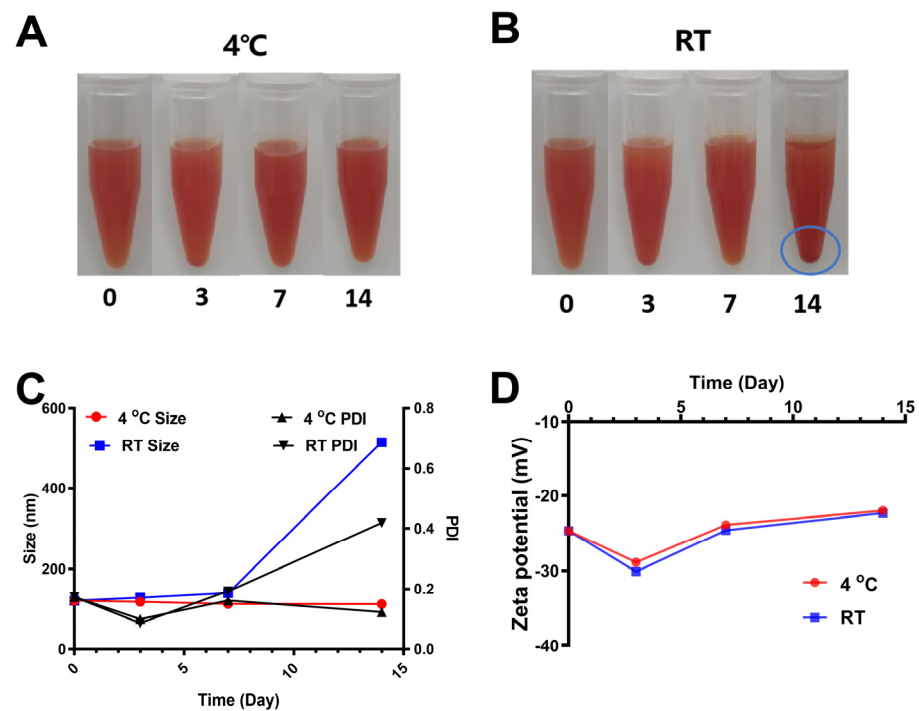 A
4℃
0 3 7 14
B
RT
0 3 7 14
C
4 °C Size
RT Size
4 °C PDI
RT PDI
600
400
200
0
Size (nm)
0.8
0.6
0.4
0.2
0.0
PDI
0 5 10 15
Time (Day)
D
Time (Day)
0 5 10 15
-10
-20
-30
-40
Zeta potential (mV)
4 °C
RT